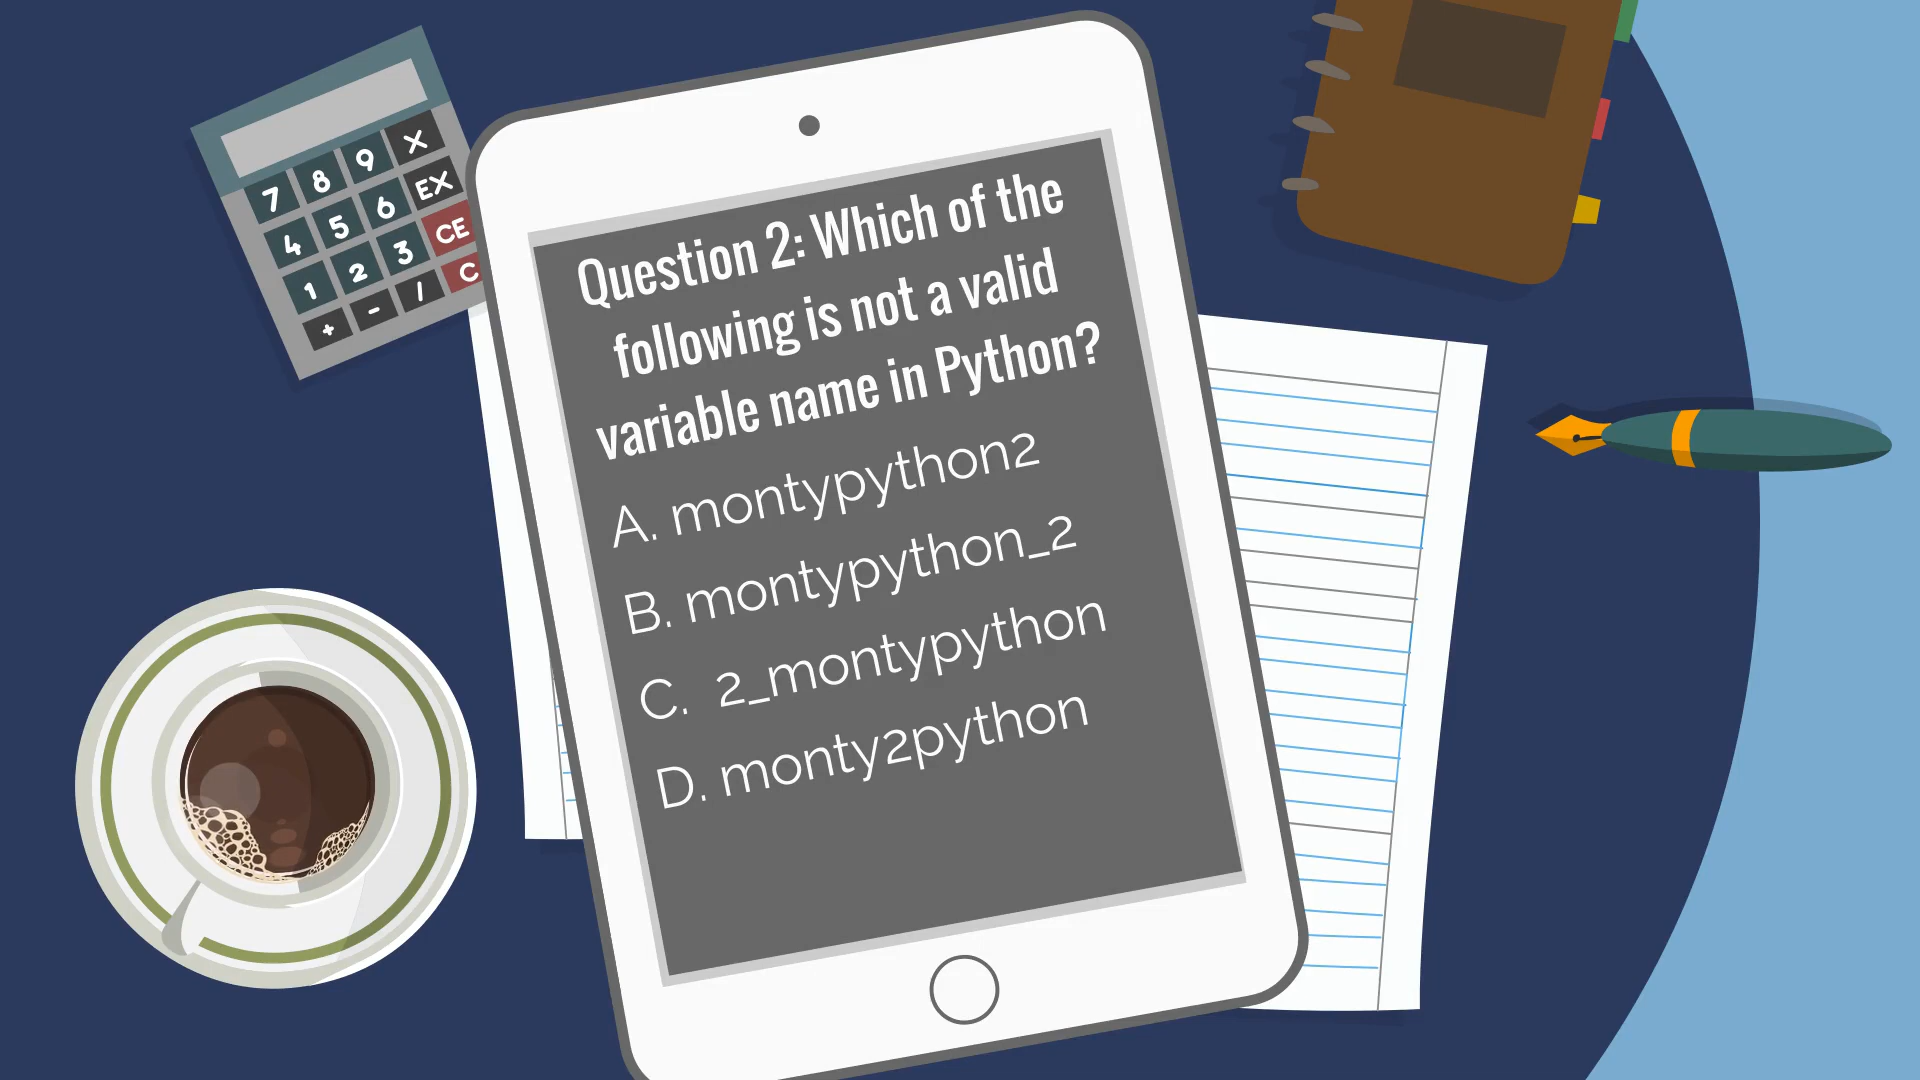 7 8 9 X
4 5 6 EX
1 2 3 CE
+ - / C
Question 2: Which of the
following is not a valid
variable name in Python?
A. montypython2
B. montypython_2
C. 2_montypython
D. monty2python